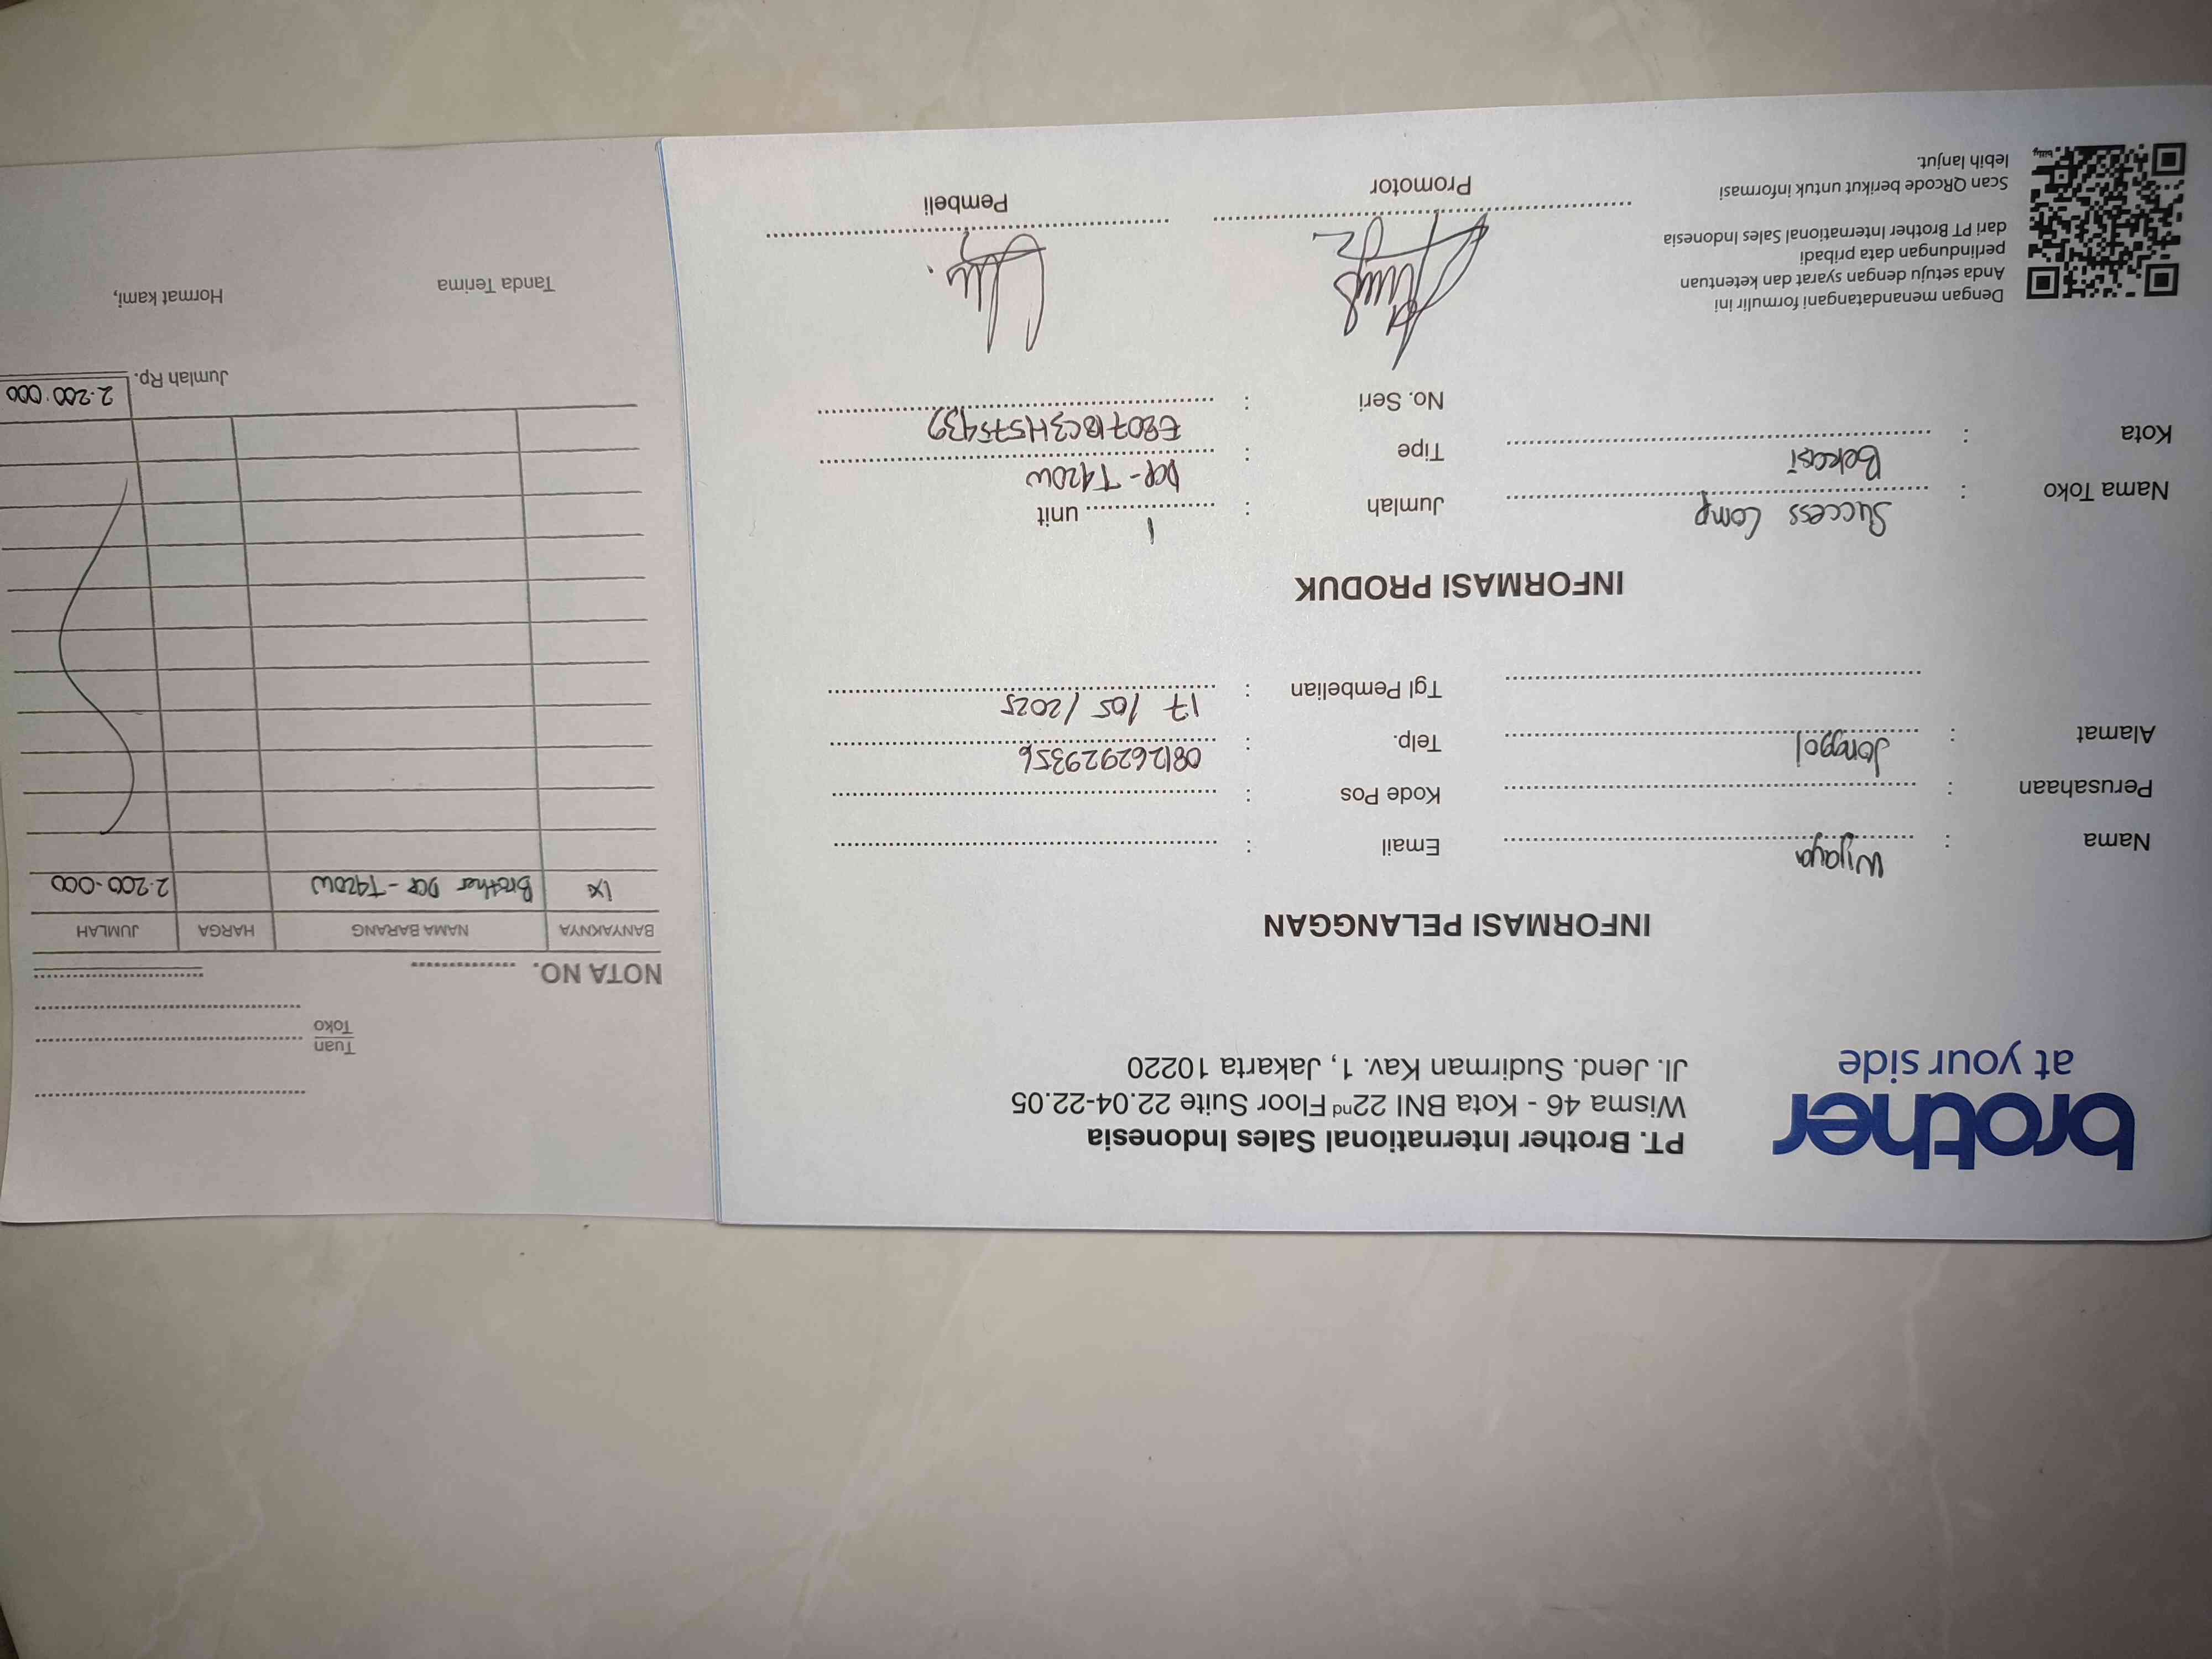 brother
at your side
PT. Brother International Sales Indonesia
Wisma 46 - Kota BNI 22nd Floor Suite 22.04-22.05
Jl. Jend. Sudirman Kav. 1, Jakarta 10220
INFORMASI PELANGGAN
Nama : Wijaya
Email :
Perusahaan :
Kode Pos :
Alamat : Jonggol
Telp. : 081262929356
Tgl Pembelian : 17 / 05 / 2025
INFORMASI PRODUK
Nama Toko : Success Comp
Jumlah : 1 unit
Kota : Bekasi
Tipe : DCP-T420W
No. Seri : E80718C3H575439
Dengan menandatangani formulir ini
Anda setuju dengan syarat dan ketentuan
perlindungan data pribadi
dari PT Brother International Sales Indonesia
Scan QRcode berikut untuk informasi
lebih lanjut.
Promotor
Pembeli
Tuan
Toko
NOTA NO.
BANYAKNYA NAMA BARANG HARGA JUMLAH
1x Brother DCP-T420W 2.200.000
Jumlah Rp. 2.200.000
Tanda Terima
Hormat kami,